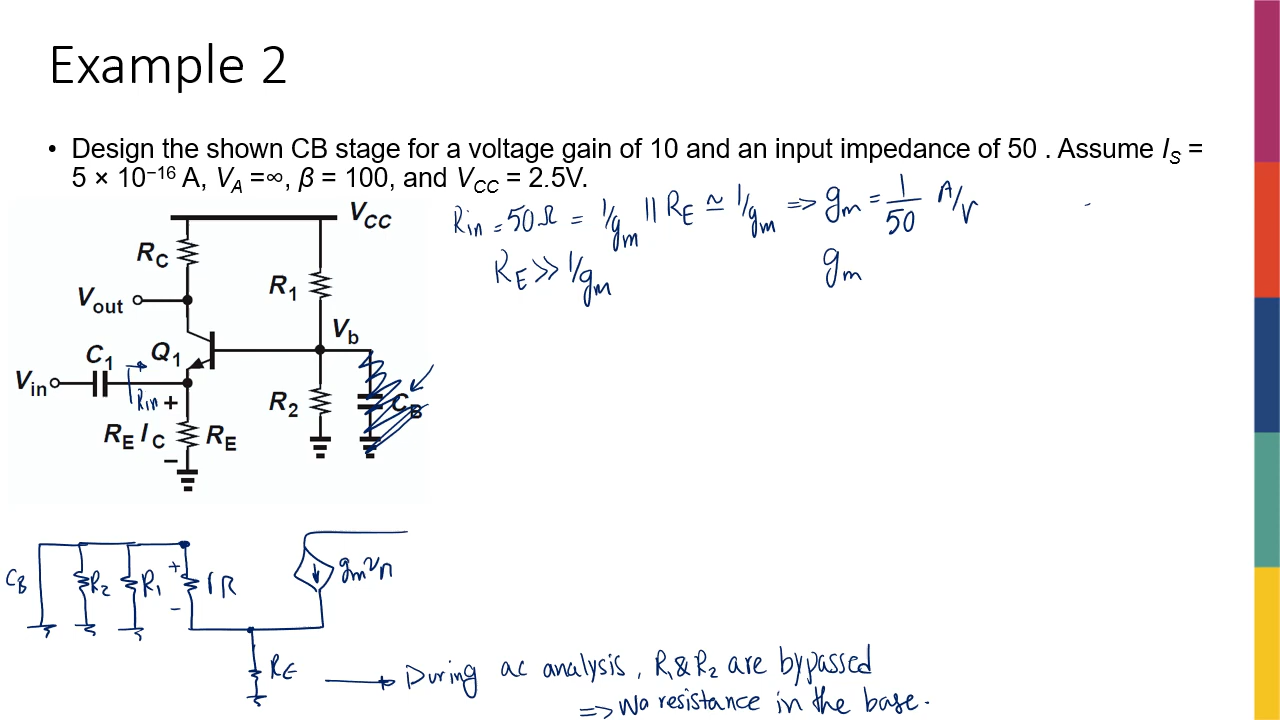 Example 2
• Design the shown CB stage for a voltage gain of 10 and an input impedance of 50 . Assume I_S =
5 × 10⁻¹⁶ A, V_A =∞, β = 100, and V_CC = 2.5V.
R_in = 50Ω = 1/g_m || R_E ≃ 1/g_m => g_m = 1/50 A/V
R_E >> 1/g_m
g_m
V_CC
R_C
R_1
V_out
V_b
C_1
Q_1
V_in
R_in
+
R_2
C_B
R_E I_C
R_E
−
C_B
R_2
R_1
+
−
g_m v_π
R_E
During ac analysis, R_1 & R_2 are bypassed
=> No resistance in the base.